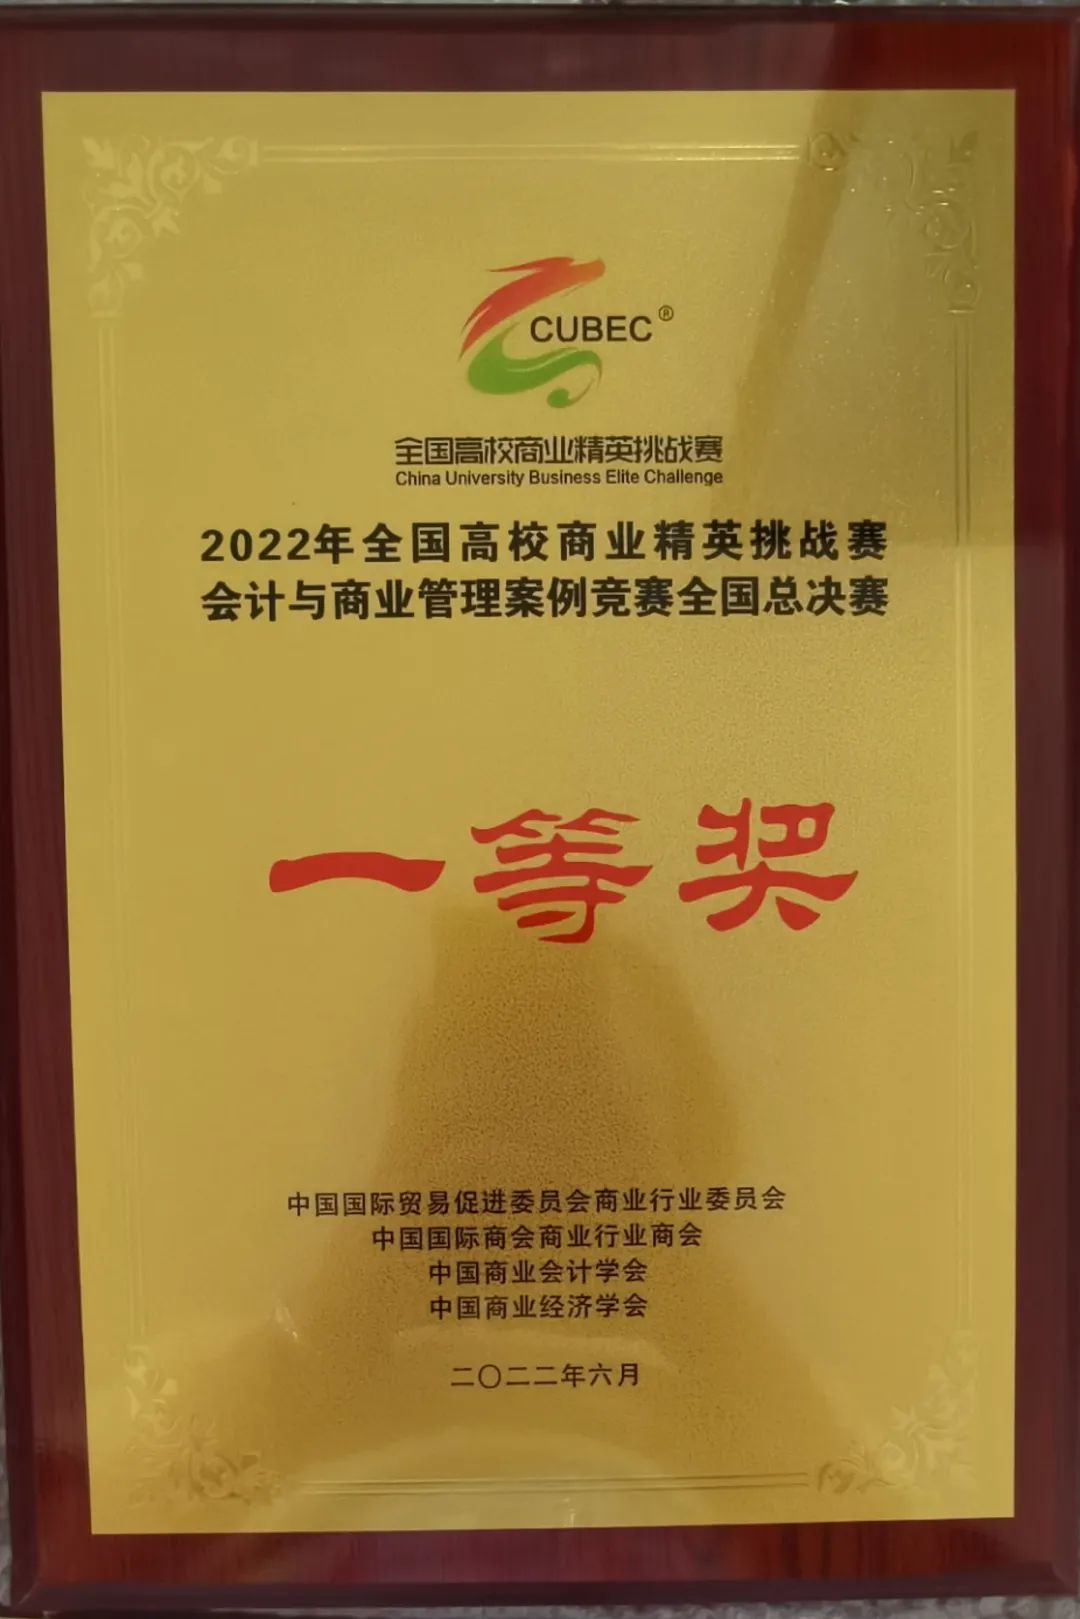 CUBEC®
全国高校商业精英挑战赛
China University Business Elite Challenge
2022年全国高校商业精英挑战赛
会计与商业管理案例竞赛全国总决赛
一等奖
中国国际贸易促进委员会商业行业委员会
中国国际商会商业行业商会
中国商业会计学会
中国商业经济学会
二〇二二年六月